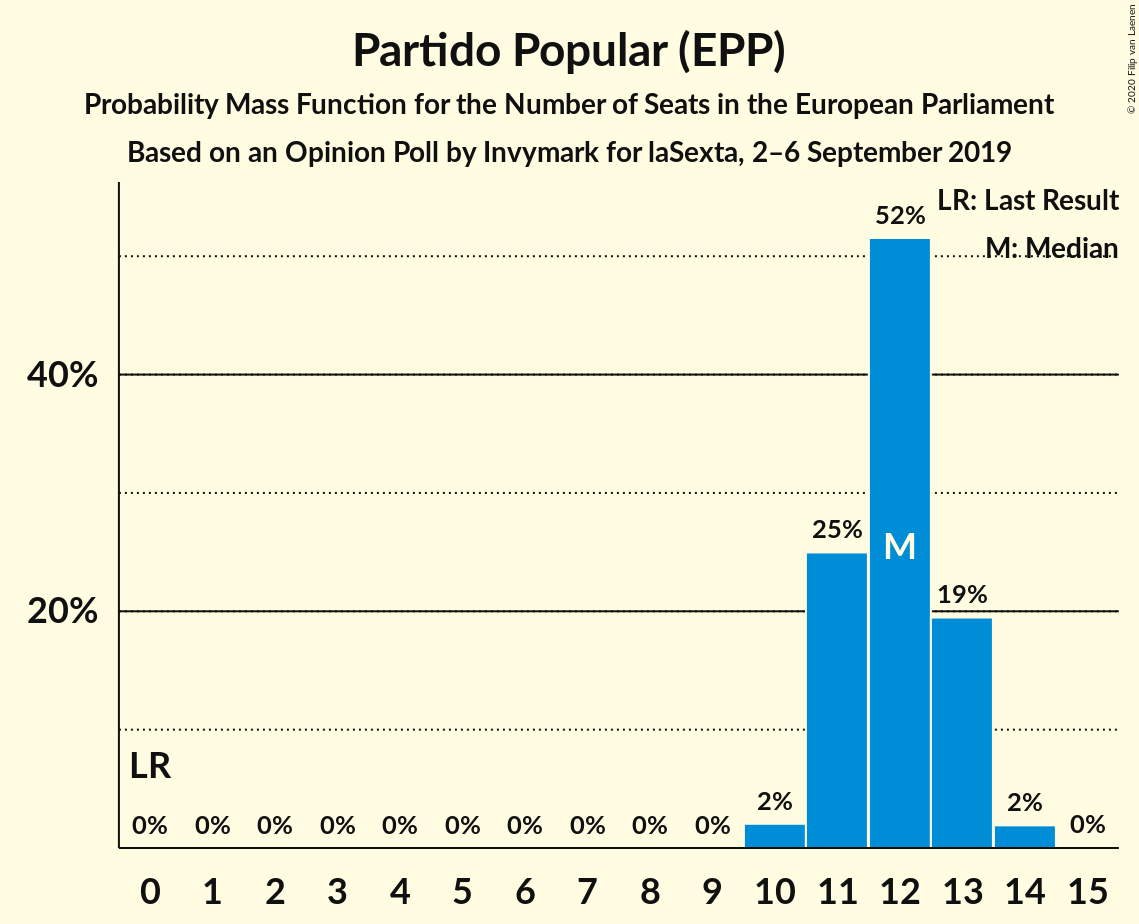 Partido Popular (EPP)
Probability Mass Function for the Number of Seats in the European Parliament
Based on an Opinion Poll by Invymark for laSexta, 2–6 September 2019
© 2020 Filip van Laenen
LR: Last Result
M: Median
52%
40%
25%
M
19%
20%
LR
2%
2%
0% 0% 0% 0% 0% 0% 0% 0% 0% 0% 0%
0 1 2 3 4 5 6 7 8 9 10 11 12 13 14 15